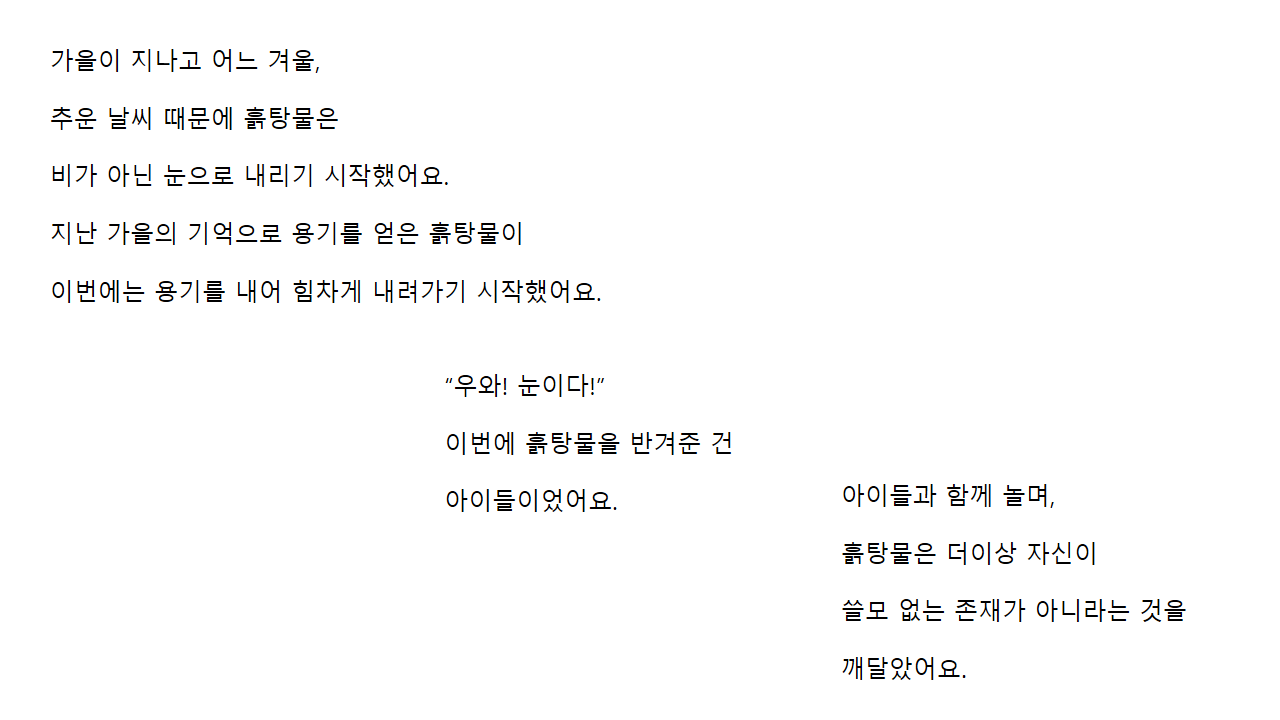 가을이 지나고 어느 겨울,
추운 날씨 때문에 흙탕물은
비가 아닌 눈으로 내리기 시작했어요.
지난 가을의 기억으로 용기를 얻은 흙탕물이
이번에는 용기를 내어 힘차게 내려가기 시작했어요.
“우와! 눈이다!”
이번에 흙탕물을 반겨준 건
아이들이었어요.
아이들과 함께 놀며,
흙탕물은 더이상 자신이
쓸모 없는 존재가 아니라는 것을
깨달았어요.